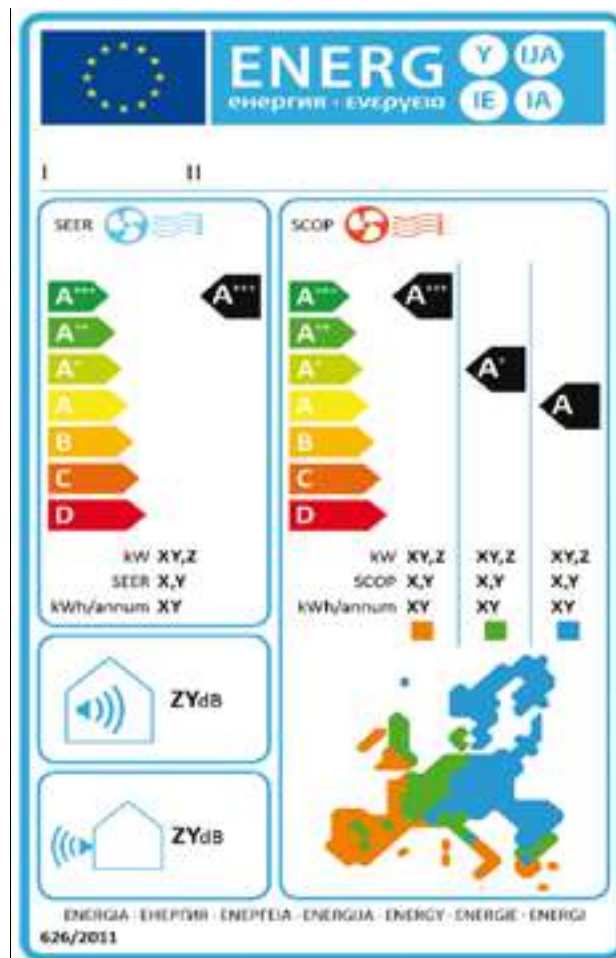 ENERG Y IJA
енергия · ενεργεια IE IA
I II
SEER
A+++ A+++
A++
A+
A
B
C
D
kW XY,Z
SEER X,Y
kWh/annum XY
SCOP
A+++ A+++
A++
A+ A+
A A
B
C
D
kW XY,Z XY,Z XY,Z
SCOP X,Y X,Y X,Y
kWh/annum XY XY XY
ZYdB
ZYdB
ENERGIA · ЕНЕРГИЯ · ΕΝΕΡΓΕΙΑ · ENERGIJA · ENERGY · ENERGIE · ENERGI
626/2011